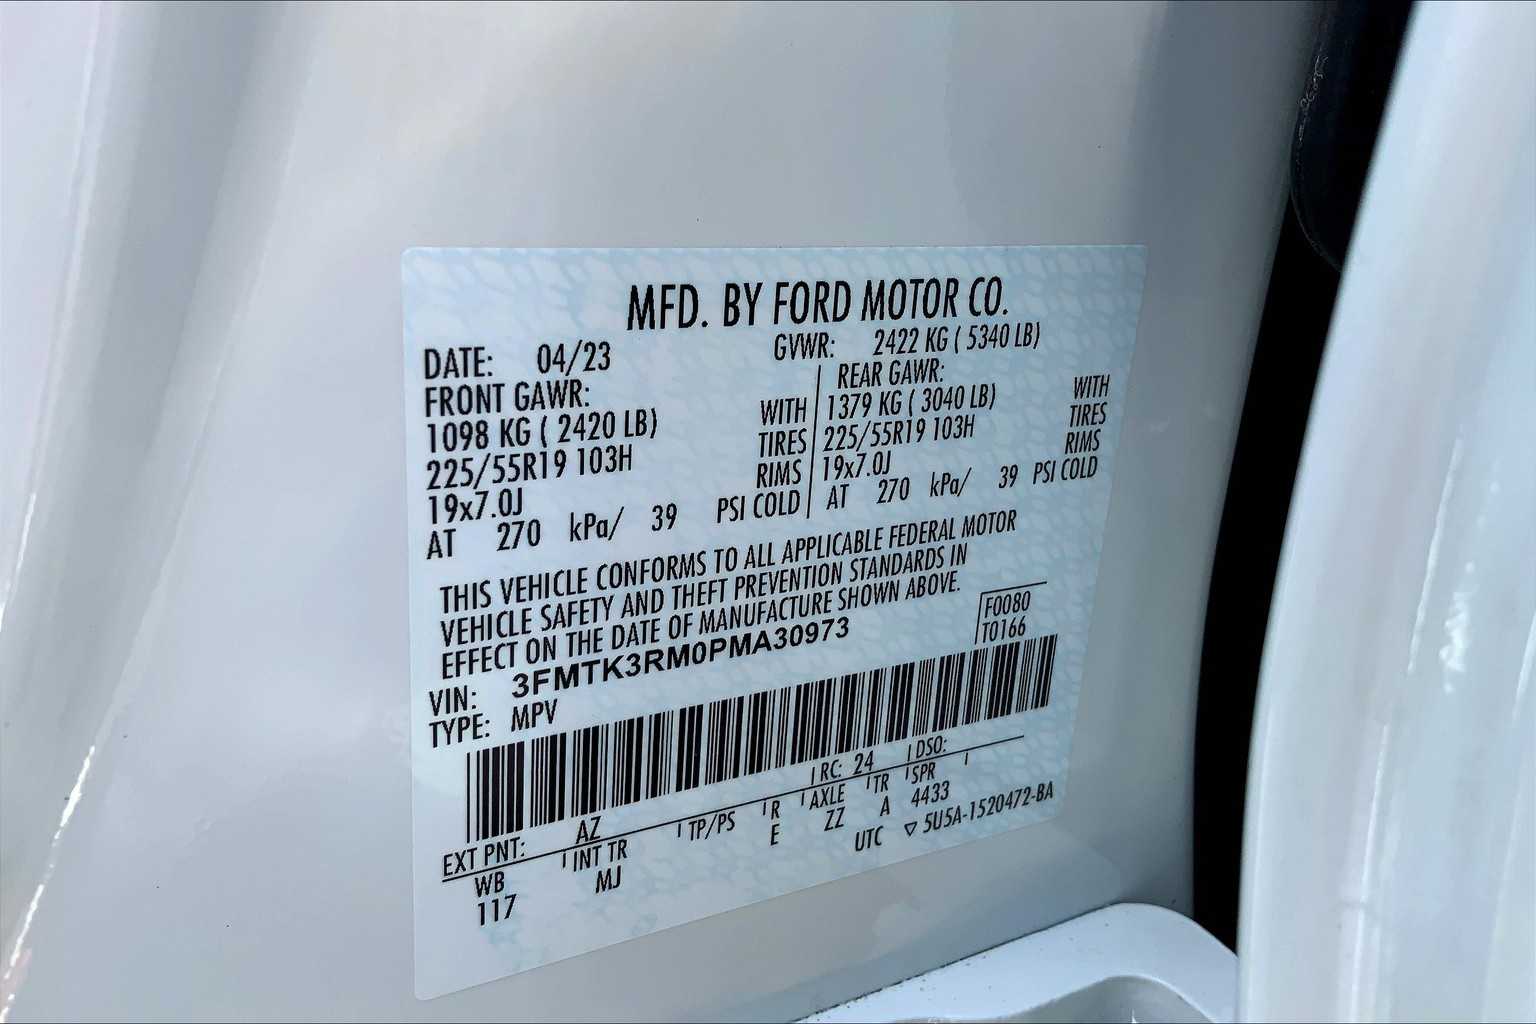 MFD. BY FORD MOTOR CO.
DATE: 04/23 GVWR: 2422 KG ( 5340 LB)
FRONT GAWR: REAR GAWR:
1098 KG ( 2420 LB) WITH 1379 KG ( 3040 LB) WITH
225/55R19 103H TIRES 225/55R19 103H TIRES
19x7.0J RIMS 19x7.0J RIMS
AT 270 kPa/ 39 PSI COLD AT 270 kPa/ 39 PSI COLD
THIS VEHICLE CONFORMS TO ALL APPLICABLE FEDERAL MOTOR
VEHICLE SAFETY AND THEFT PREVENTION STANDARDS IN
EFFECT ON THE DATE OF MANUFACTURE SHOWN ABOVE.
F0080
VIN: 3FMTK3RM0PMA30973 T0166
TYPE: MPV
EXT PNT: AZ RC: 24 DSO:
WB INT TR TP/PS R AXLE TR SPR
117 MJ E ZZ A 4433
UTC ▽ 5U5A-1520472-BA